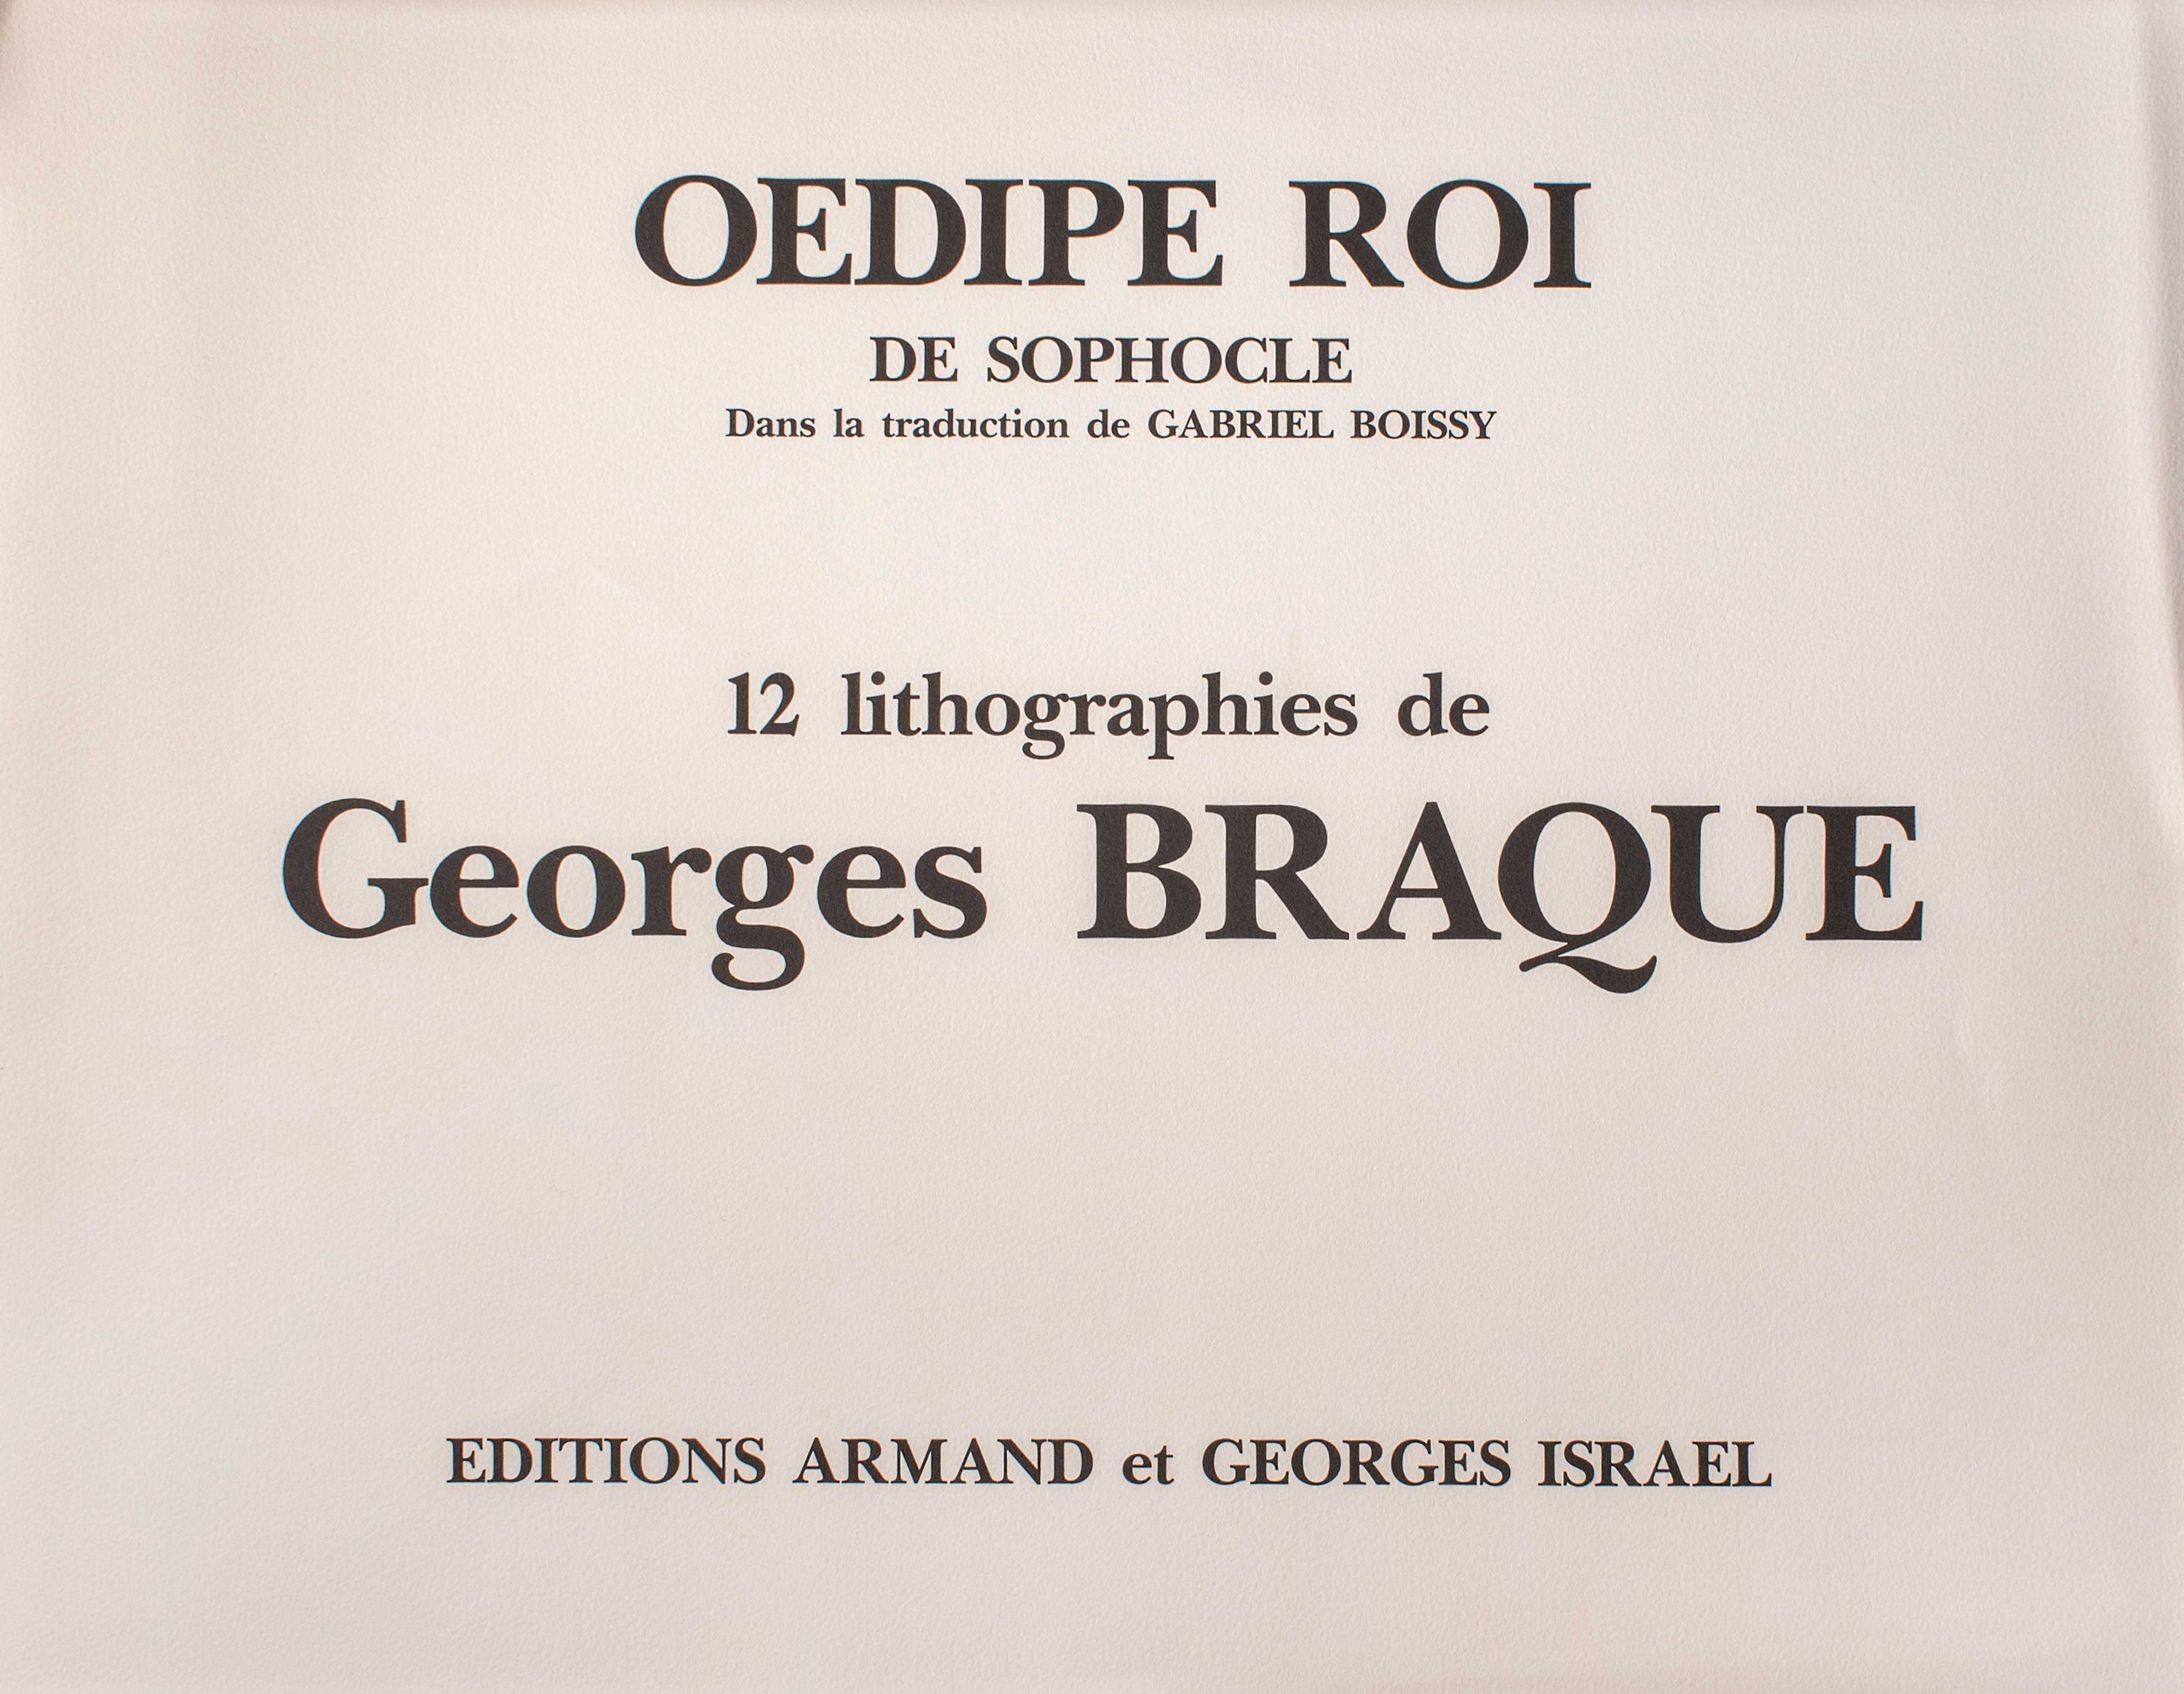 OEDIPE ROI
DE SOPHOCLE
Dans la traduction de GABRIEL BOISSY
12 lithographies de
Georges BRAQUE
EDITIONS ARMAND et GEORGES ISRAEL